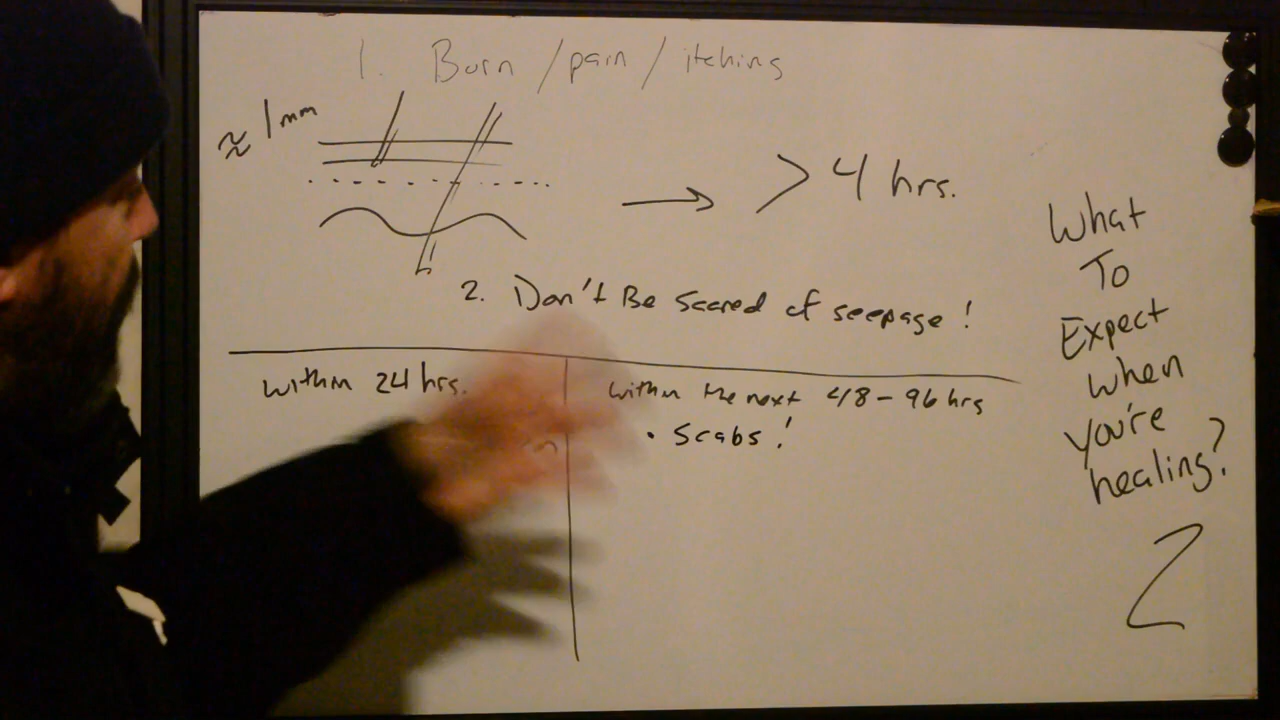 1. Burn / pain / itching
≈ 1mm
> 4 hrs.
2. Don't Be Scared of seepage!
within 24 hrs.
within the next 48 - 96 hrs
• Scabs!
What
To
Expect
when
you're
healing?
2